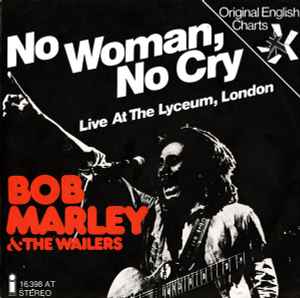 Original English
Charts
No Woman,
No Cry
Live At The Lyceum, London
BOB
MARLEY
& THE WAILERS
16 398 AT
STEREO